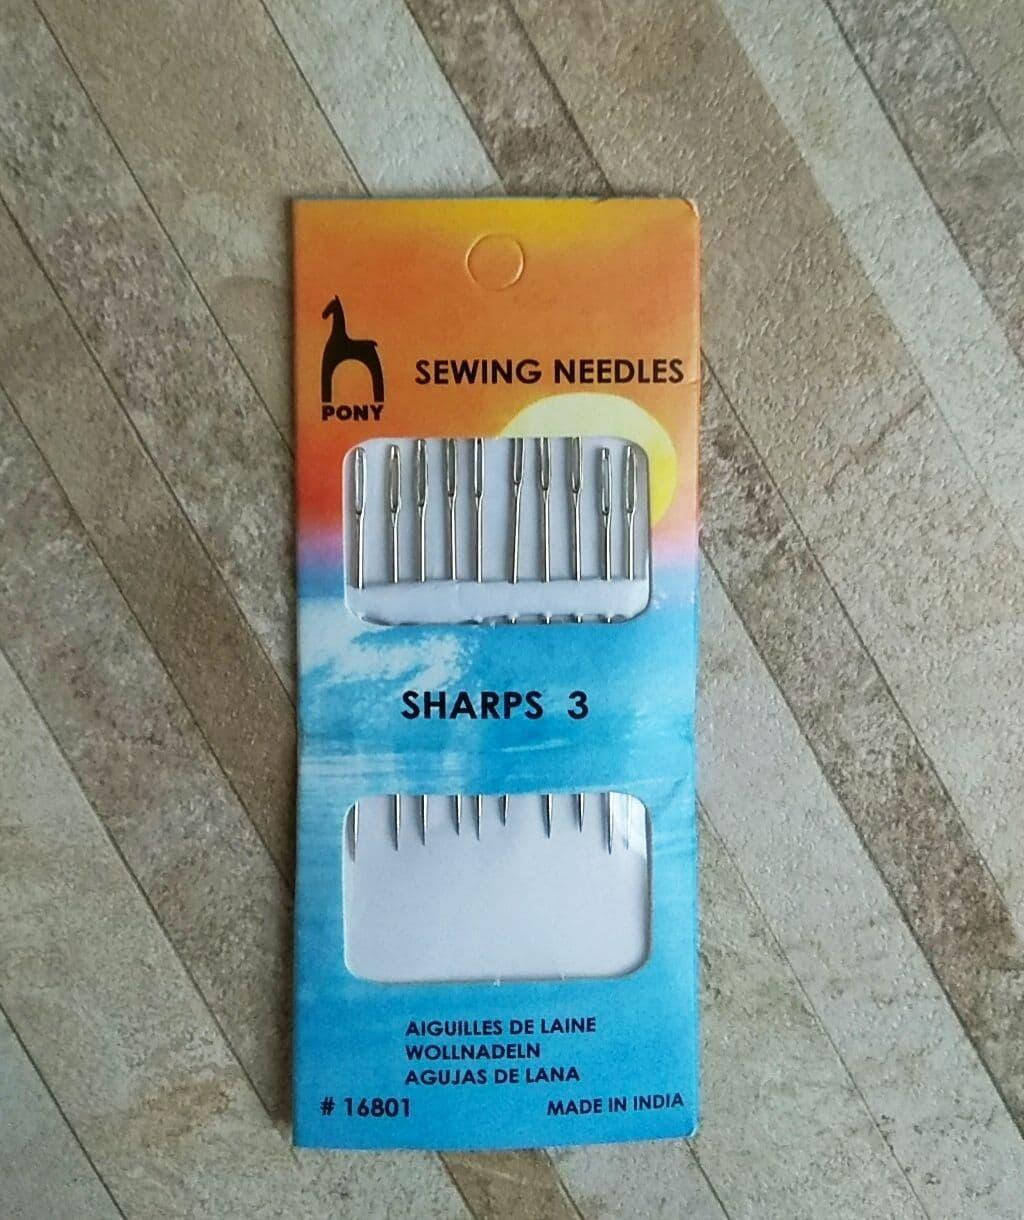 PONY
SEWING NEEDLES
SHARPS 3
AIGUILLES DE LAINE
WOLLNADELN
AGUJAS DE LANA
# 16801
MADE IN INDIA